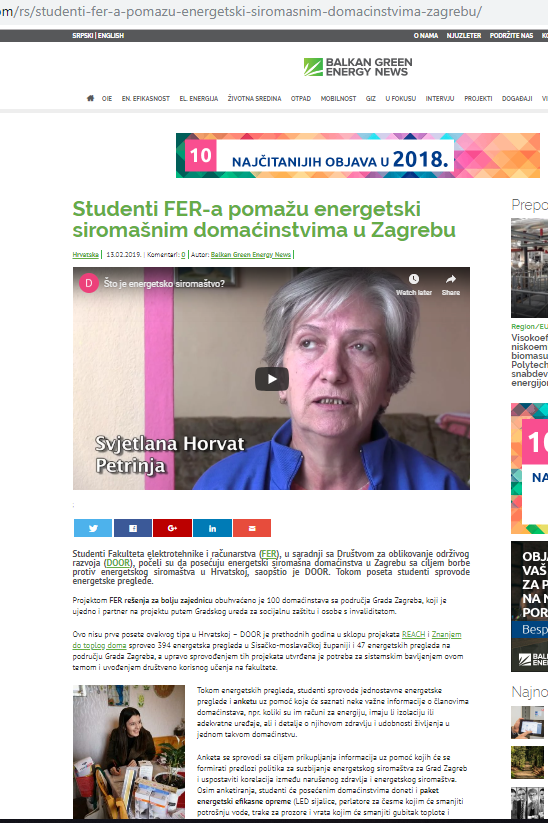 om/rs/studenti-fer-a-pomazu-energetski-siromasnim-domacinstvima-zagrebu/
SRPSKI | ENGLISH
O NAMA NJUZLETER PODRŽITE NAS
BALKAN GREEN
ENERGY NEWS
OIE EN. EFIKASNOST EL. ENERGIJA ŽIVOTNA SREDINA OTPAD MOBILNOST GIZ U FOKUSU INTERVJU PROJEKTI DOGAĐAJI
10 NAJČITANIJIH OBJAVA U 2018.
Studenti FER-a pomažu energetski
siromašnim domaćinstvima u Zagrebu
Hrvatska | 13.02.2019. | Komentari: 0 | Autor: Balkan Green Energy News |
D Što je energetsko siromaštvo?
Watch later Share
Svjetlana Horvat
Petrinja
Studenti Fakulteta elektrotehnike i računarstva (FER), u saradnji sa Društvom za oblikovanje održivog
razvoja (DOOR), počeli su da posećuju energetski siromašna domaćinstva u Zagrebu sa ciljem borbe
protiv energetskog siromaštva u Hrvatskoj, saopštio je DOOR. Tokom poseta studenti sprovode
energetske preglede.
Projektom FER rešenja za bolju zajednicu obuhvaćeno je 100 domaćinstava sa područja Grada Zagreba, koji je
ujedno i partner na projektu putem Gradskog ureda za socijalnu zaštitu i osobe s invaliditetom.
Ovo nisu prve posete ovakvog tipa u Hrvatskoj – DOOR je prethodnih godina u sklopu projekata REACH i Znanjem
do toplog doma sproveo 394 energetska pregleda u Sisačko-moslavačkoj županiji i 47 energetskih pregleda na
području Grada Zagreba, a upravo sprovođenjem tih projekata utvrđena je potreba za sistemskim bavljenjem ovom
temom i uvođenjem društveno korisnog učenja na fakultete.
Tokom energetskih pregleda, studenti sprovode jednostavne energetske
preglede i anketu uz pomoć koje će saznati neke važne informacije o članovima
domaćinstava, npr. koliki su im računi za energiju, imaju li izolaciju ili
adekvatne uređaje, ali i detalje o njihovom zdravlju i udobnosti življenja u
jednom takvom domaćinstvu.
Anketa se sprovodi sa ciljem prikupljanja informacija uz pomoć kojih će se
formirati predlozi politika za suzbijanje energetskog siromaštva za Grad Zagreb
i uspostaviti korelacija između narušenog zdravlja i energetskog siromaštva.
Osim anketiranja, studenti će posećenim domaćinstvima doneti i paket
energetski efikasne opreme (LED sijalice, perlatore za česme kojim će smanjiti
potrošnju vode, trake za prozore i vrata kojim će smanjiti gubitak toplote i
Prepo
Region/EU
Visokoef
niskoem
biomasu
Polytech
snabdev
energijo
NA
OBJ
VAŠ
ZA P
NA N
POR
Besp
BALK
ENER
Najno